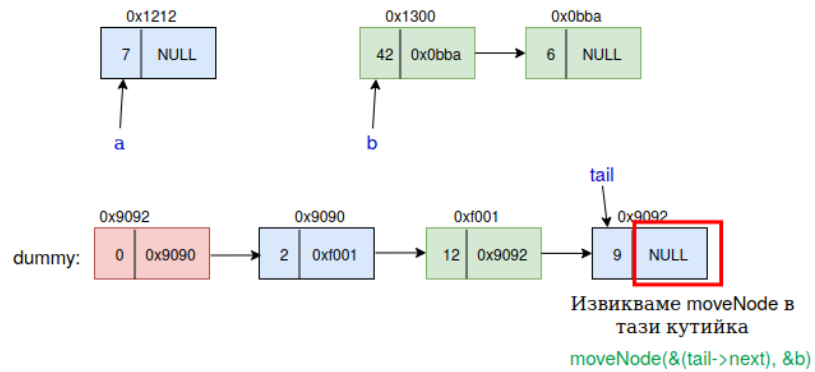 0x1212
0x1300
0x0bba
7 NULL
42 0x0bba
6 NULL
a
b
tail
0x9092
0x9090
0xf001
0x9092
dummy:
0 0x9090
2 0xf001
12 0x9092
9 NULL
Извикваме moveNode в
тази кутийка
moveNode(&(tail->next), &b)